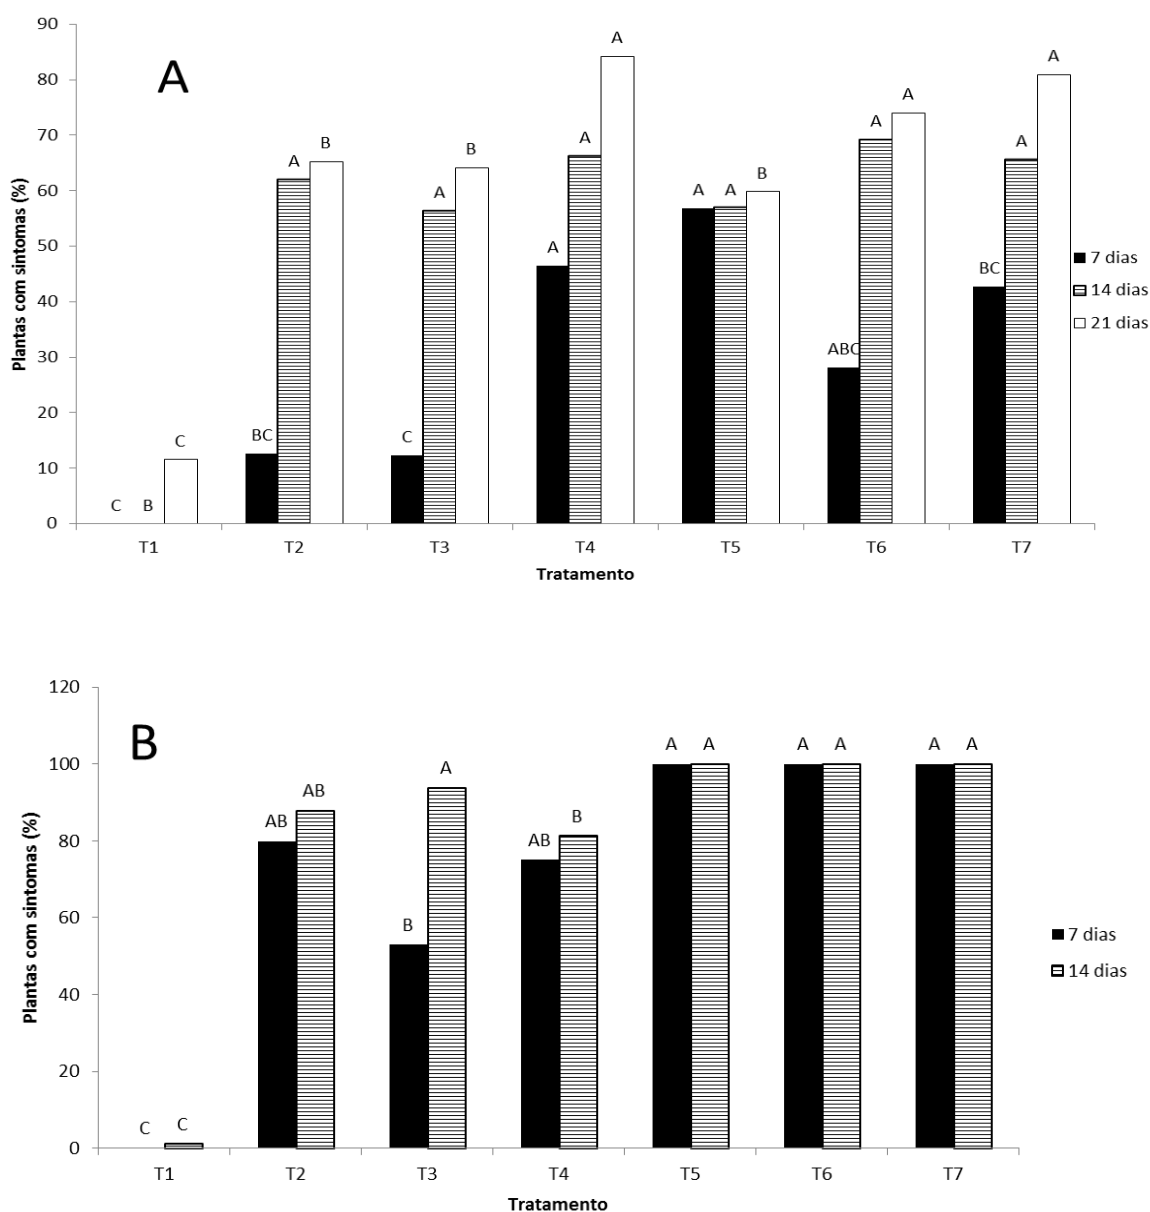 90
80
70
60
50
40
30
20
10
0
A
Plantas com sintomas (%)
C B C
BC A B
C A B
A A A
A A B
ABC A A
BC A A
7 dias
14 dias
21 dias
T1 T2 T3 T4 T5 T6 T7
Tratamento
120
100
80
60
40
20
0
B
Plantas com sintomas (%)
C C
AB AB
B A
AB B
A A
A A
A A
7 dias
14 dias
T1 T2 T3 T4 T5 T6 T7
Tratamento